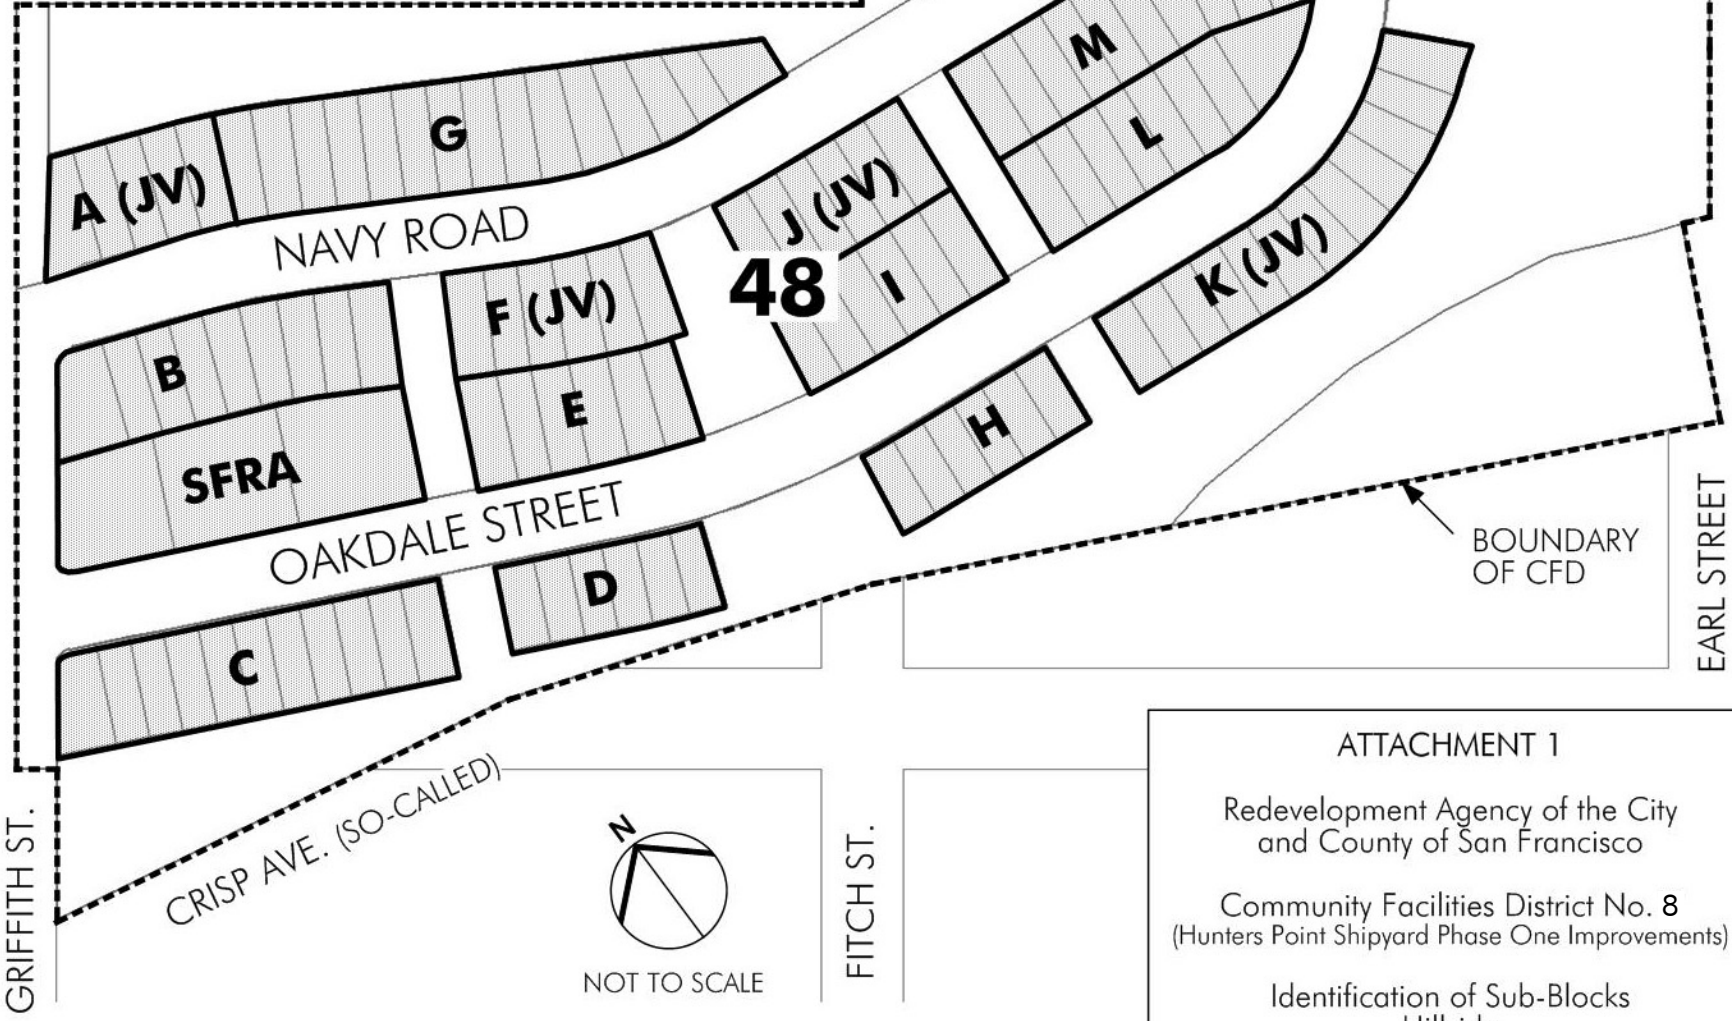 M
G
L
A (JV)
J (JV)
NAVY ROAD
K (JV)
F (JV)
48
I
B
E
H
SFRA
OAKDALE STREET
D
C
BOUNDARY
OF CFD
EARL STREET
CRISP AVE. (SO-CALLED)
GRIFFITH ST.
N
NOT TO SCALE
FITCH ST.
ATTACHMENT 1
Redevelopment Agency of the City
and County of San Francisco
Community Facilities District No. 8
(Hunters Point Shipyard Phase One Improvements)
Identification of Sub-Blocks